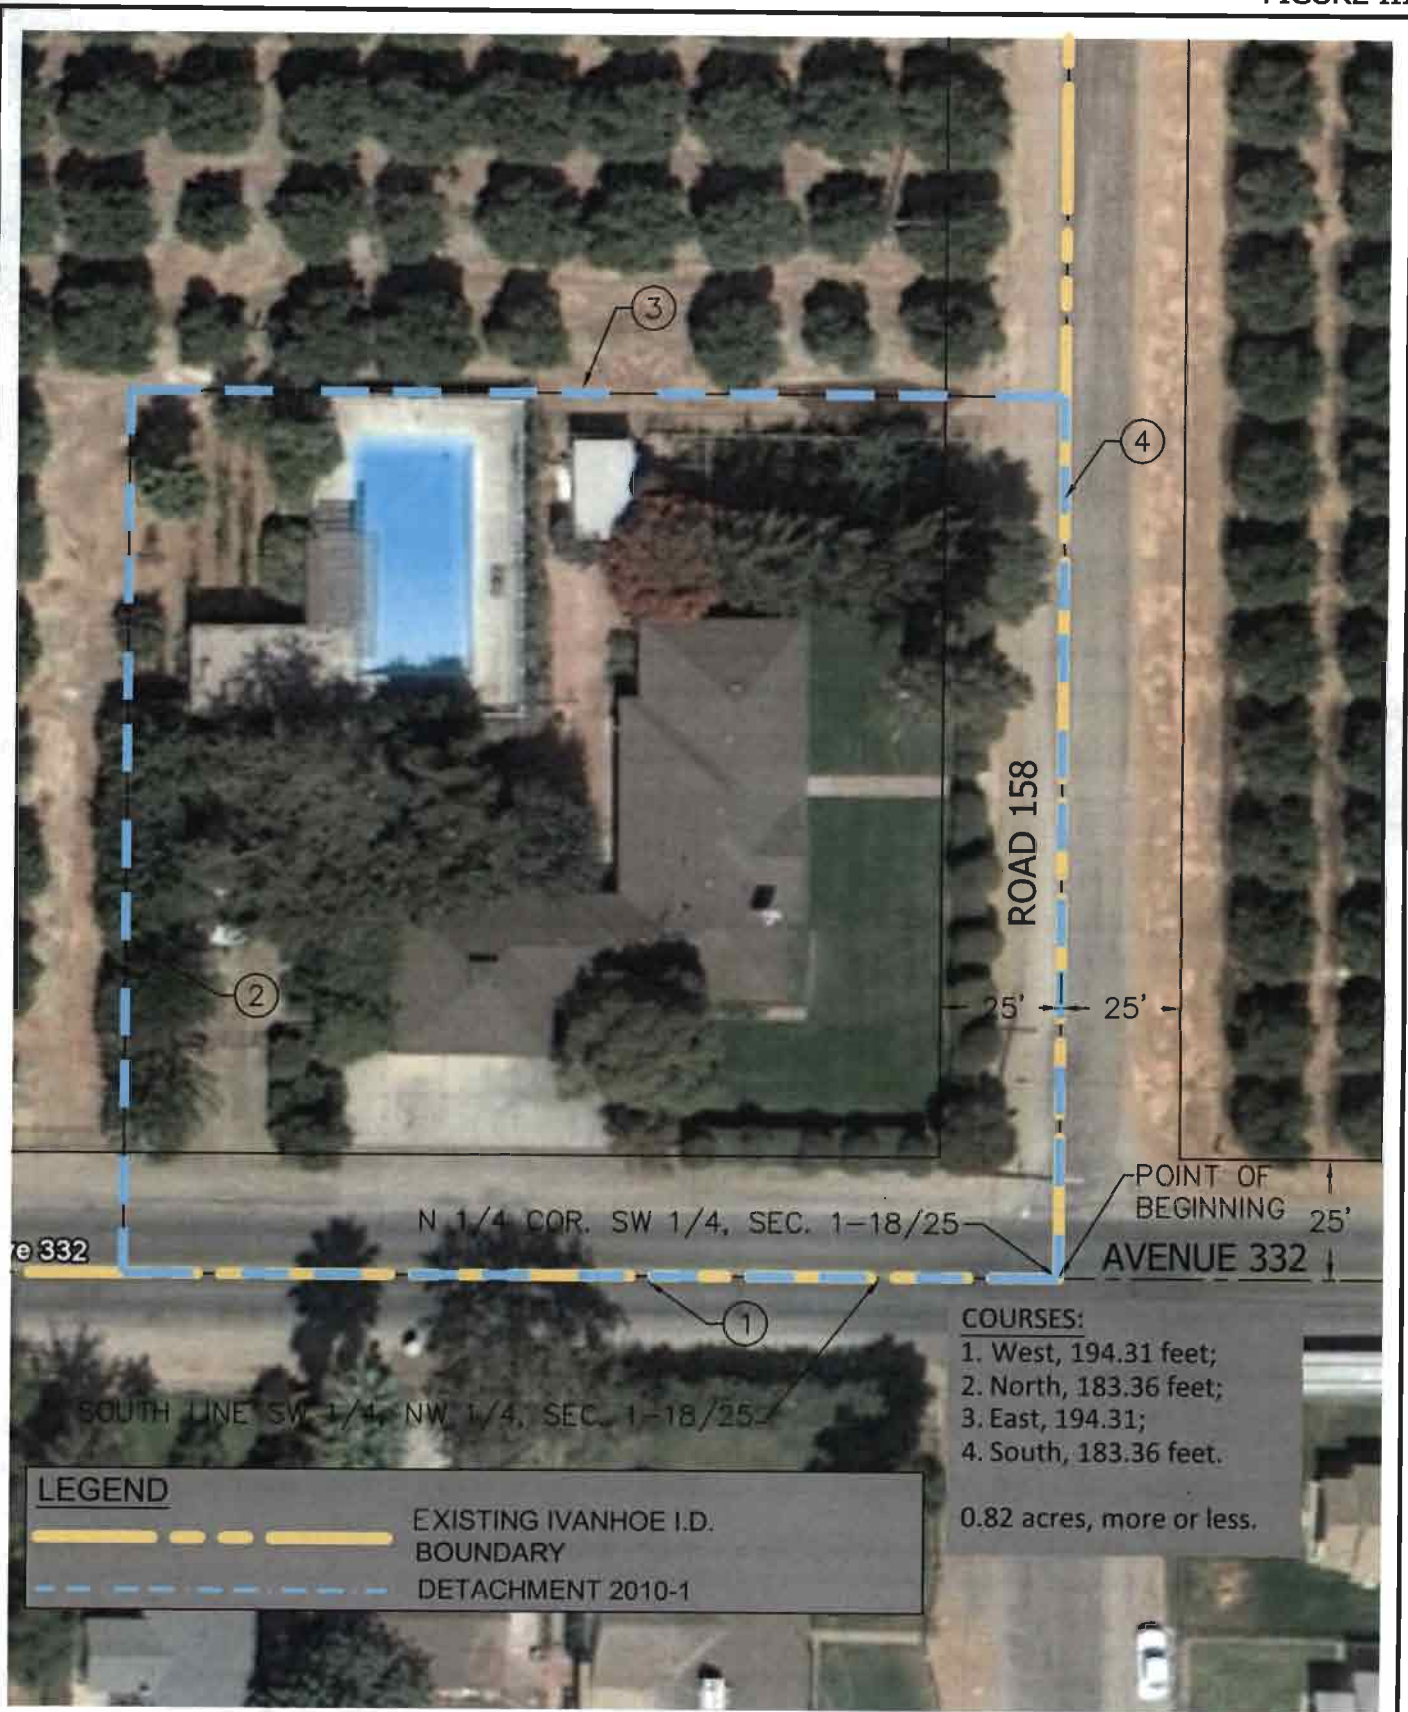 3
4
ROAD 158
2
25'
25'
POINT OF
BEGINNING
25'
N 1/4 COR. SW 1/4, SEC. 1-18/25
e 332
AVENUE 332
1
COURSES:
1. West, 194.31 feet;
2. North, 183.36 feet;
3. East, 194.31;
4. South, 183.36 feet.
0.82 acres, more or less.
SOUTH LINE SW 1/4, NW 1/4, SEC. 1-18/25
LEGEND
EXISTING IVANHOE I.D.
BOUNDARY
DETACHMENT 2010-1